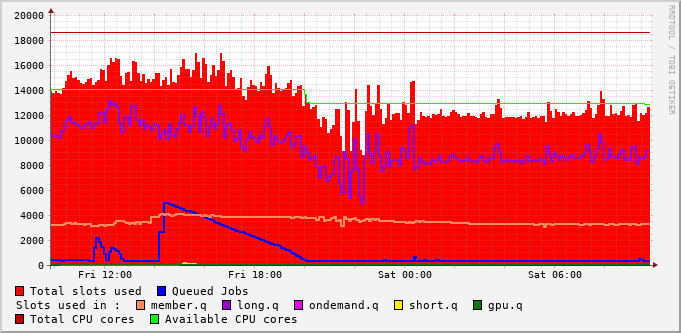 20000
18000
16000
14000
12000
10000
8000
6000
4000
2000
0
Fri 12:00 Fri 18:00 Sat 00:00 Sat 06:00
Total slots used Queued Jobs
Slots used in : member.q long.q ondemand.q short.q gpu.q
Total CPU cores Available CPU cores
RRDTOOL / TOBI OETIKER